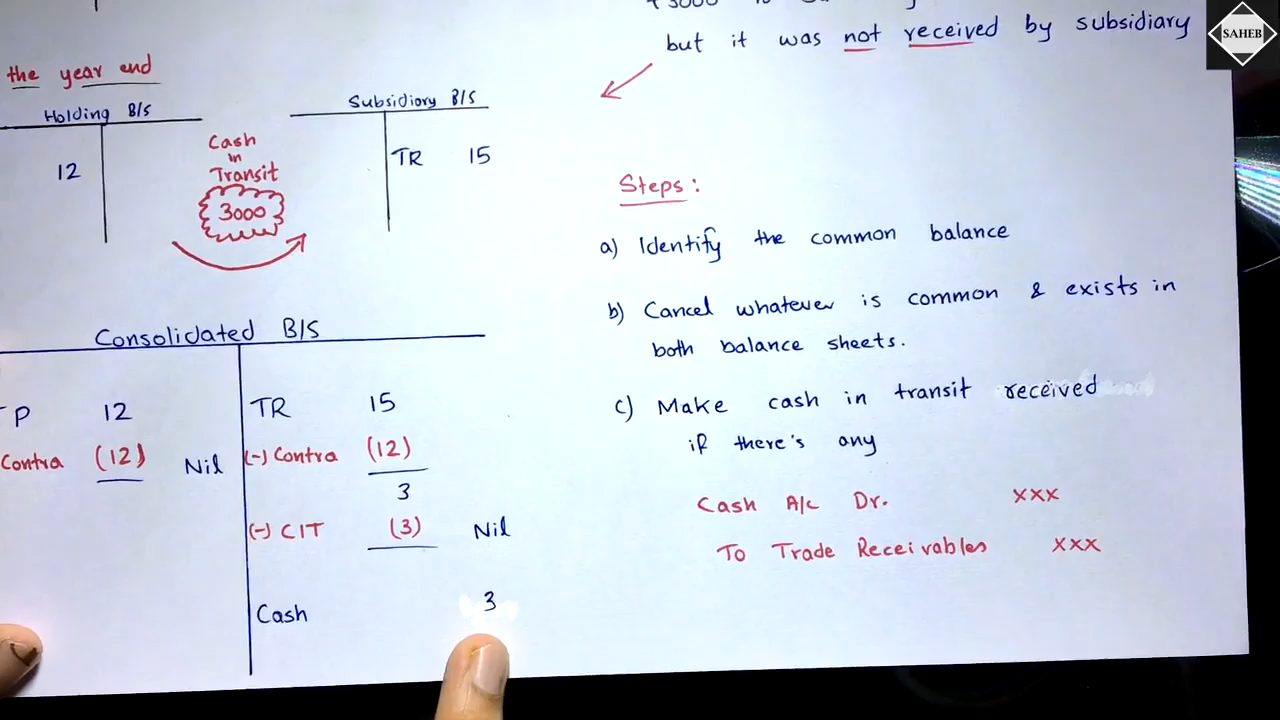 but it was not received by subsidiary
SAHEB
the year end
Holding B/S
12
Cash
in
Transit
3000
Subsidiory B/S
TR 15
Steps:
a) Identify the common balance
b) Cancel whatever is common & exists in
both balance sheets.
c) Make cash in transit received
if there's any
Cash A/c Dr. xxx
To Trade Receivables xxx
Consolidated B/S
TP 12
Contra (12) Nil
TR 15
(-) Contra (12)
3
(-) CIT (3) Nil
Cash 3